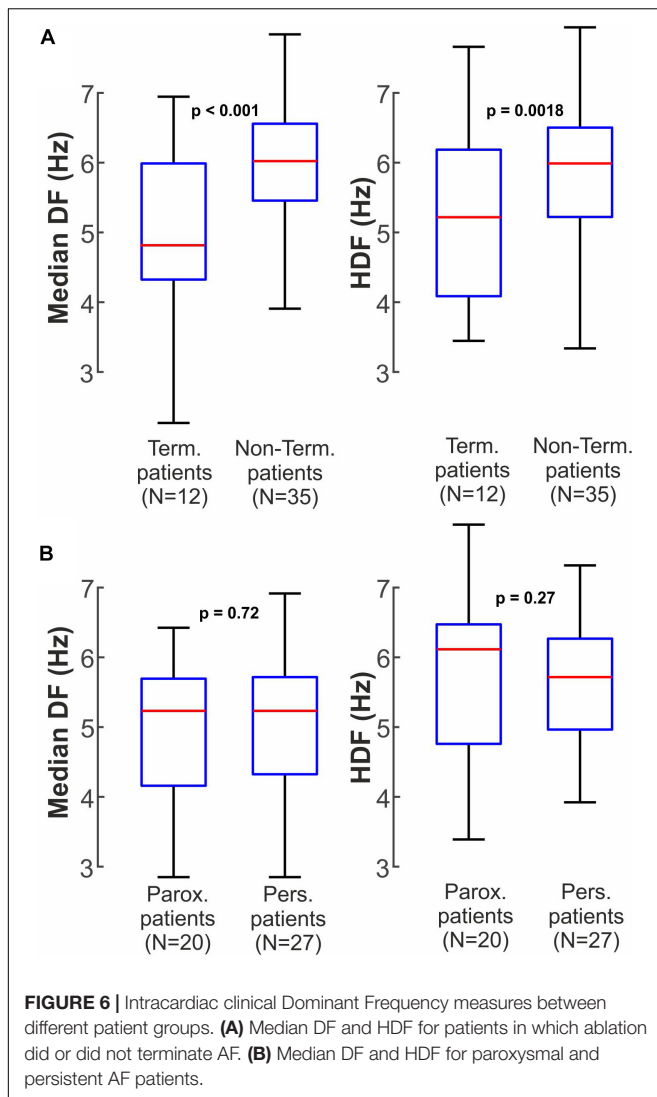 A
Median DF (Hz)
7
6
5
4
3
p < 0.001
Term.
patients
(N=12)
Non-Term.
patients
(N=35)
HDF (Hz)
7
6
5
4
3
p = 0.0018
Term.
patients
(N=12)
Non-Term.
patients
(N=35)
B
Median DF (Hz)
7
6
5
4
3
p = 0.72
Parox.
patients
(N=20)
Pers.
patients
(N=27)
HDF (Hz)
7
6
5
4
3
p = 0.27
Parox.
patients
(N=20)
Pers.
patients
(N=27)
FIGURE 6 | Intracardiac clinical Dominant Frequency measures between
different patient groups. (A) Median DF and HDF for patients in which ablation
did or did not terminate AF. (B) Median DF and HDF for paroxysmal and
persistent AF patients.